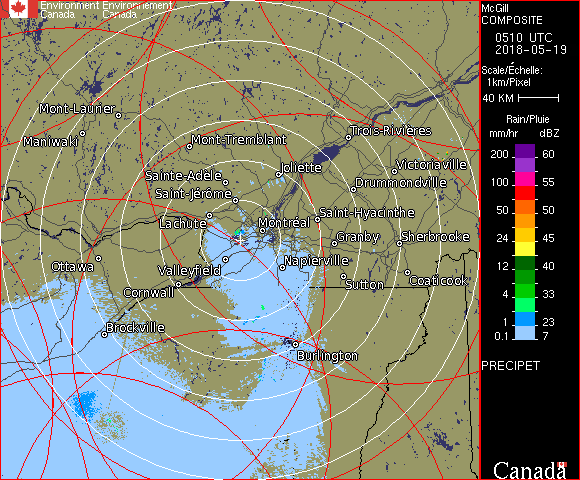 Environment Environnement
Canada Canada
McGill
COMPOSITE
0510 UTC
2018-05-19
Scale/Échelle:
1km/Pixel
40 KM
Rain/Pluie
mm/hr dBZ
200 60
100 55
50 50
24 45
12 40
4 33
1 23
0.1 7
PRECIPET
Canada
Mont-Laurier
Maniwaki
Mont-Tremblant
Trois-Rivières
Sainte-Adèle
Joliette
Victoriaville
Saint-Jérôme
Drummondville
Lachute
Montréal
Saint-Hyacinthe
Granby
Sherbrooke
Ottawa
Valleyfield
Napierville
Cornwall
Sutton
Coaticook
Brockville
Burlington